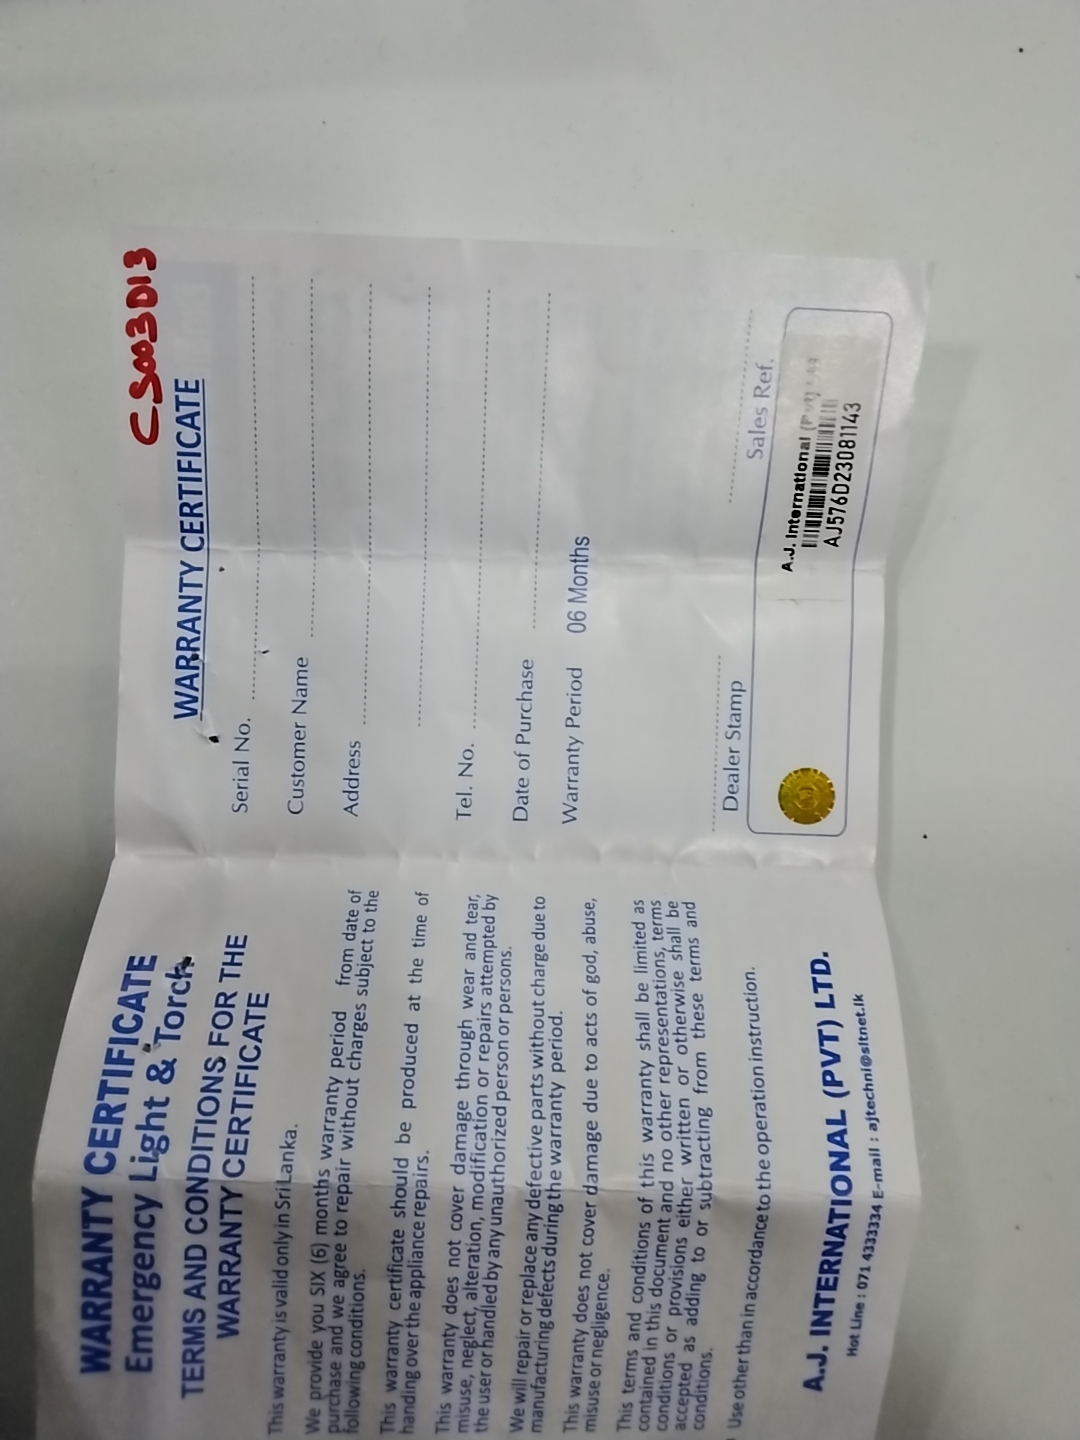 WARRANTY CERTIFICATE
Emergency Light & Torch
TERMS AND CONDITIONS FOR THE
WARRANTY CERTIFICATE
This warranty is valid only in Sri Lanka.
We provide you SIX (6) months warranty period from date of
purchase and we agree to repair without charges subject to the
following conditions.
This warranty certificate should be produced at the time of
handing over the appliance repairs.
This warranty does not cover damage through wear and tear,
misuse, neglect, alteration, modification or repairs attempted by
the user or handled by any unauthorized person or persons.
We will repair or replace any defective parts without charge due to
manufacturing defects during the warranty period.
This warranty does not cover damage due to acts of god, abuse,
misuse or negligence.
This terms and conditions of this warranty shall be limited as
contained in this document and no other representations, terms
conditions or provisions either written or otherwise shall be
accepted as adding to or subtracting from these terms and
conditions.
Use other than in accordance to the operation instruction.
A.J. INTERNATIONAL (PVT) LTD.
Hot Line : 071 4333334 E-mail : ajtechni@sltnet.lk
CS003D13
WARRANTY CERTIFICATE
Serial No.
Customer Name
Address
Tel. No.
Date of Purchase
Warranty Period 06 Months
Dealer Stamp Sales Ref.
A.J. International
AJ576D23081143